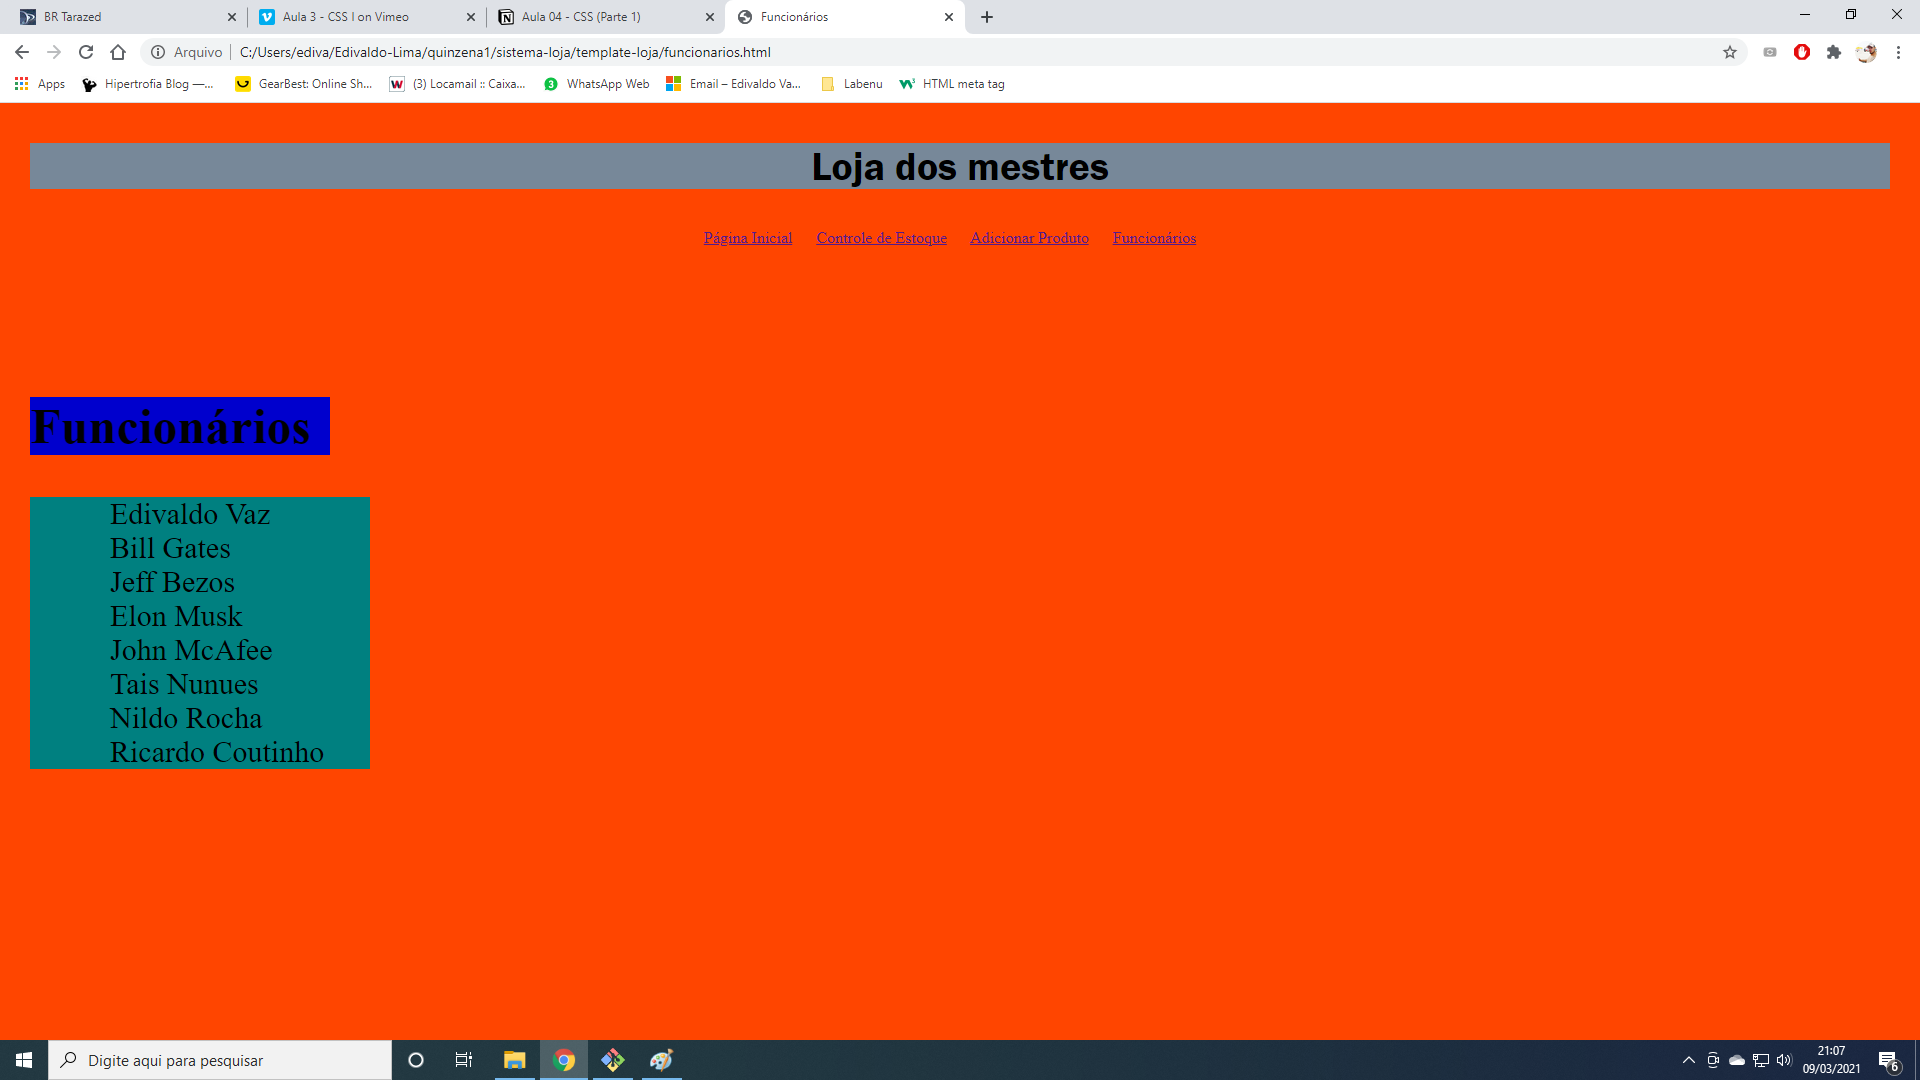 BR Tarazed
Aula 3 - CSS I on Vimeo
Aula 04 - CSS (Parte 1)
Funcionários
Arquivo
C:/Users/ediva/Edivaldo-Lima/quinzena1/sistema-loja/template-loja/funcionarios.html
Apps
Hipertrofia Blog —...
GearBest: Online Sh...
(3) Locamail :: Caixa...
WhatsApp Web
Email – Edivaldo Va...
Labenu
HTML meta tag
Loja dos mestres
Página Inicial
Controle de Estoque
Adicionar Produto
Funcionários
Funcionários
Edivaldo Vaz
Bill Gates
Jeff Bezos
Elon Musk
John McAfee
Tais Nunues
Nildo Rocha
Ricardo Coutinho
Digite aqui para pesquisar
21:07
09/03/2021
6